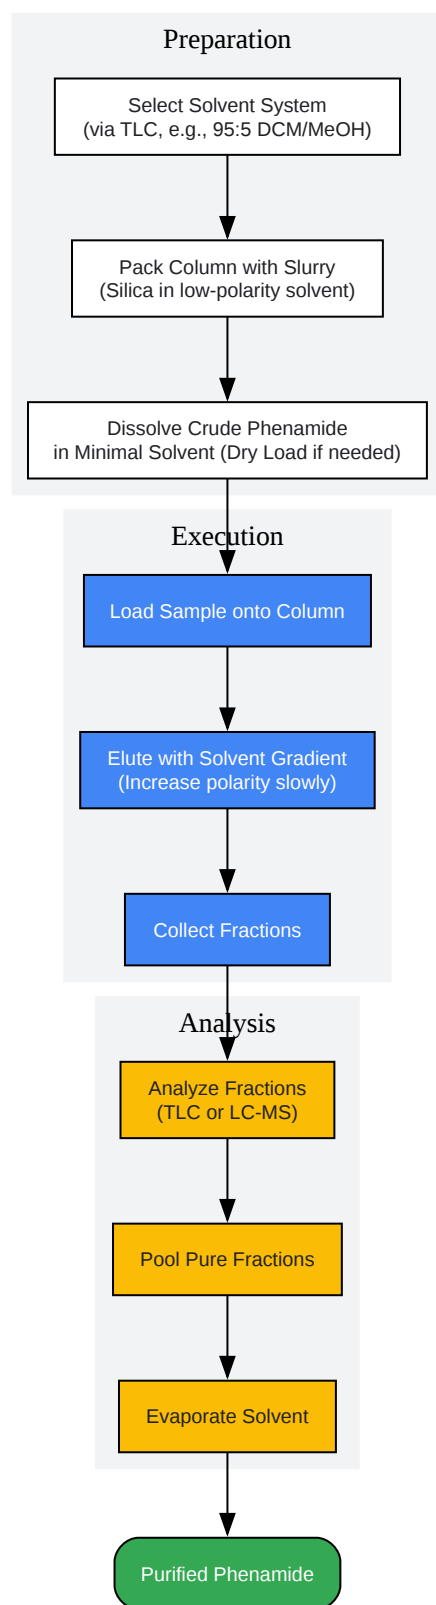 Preparation
Select Solvent System
(via TLC, e.g., 95:5 DCM/MeOH)
Pack Column with Slurry
(Silica in low-polarity solvent)
Dissolve Crude Phenamide
in Minimal Solvent (Dry Load if needed)
Execution
Load Sample onto Column
Elute with Solvent Gradient
(Increase polarity slowly)
Collect Fractions
Analysis
Analyze Fractions
(TLC or LC-MS)
Pool Pure Fractions
Evaporate Solvent
Purified Phenamide